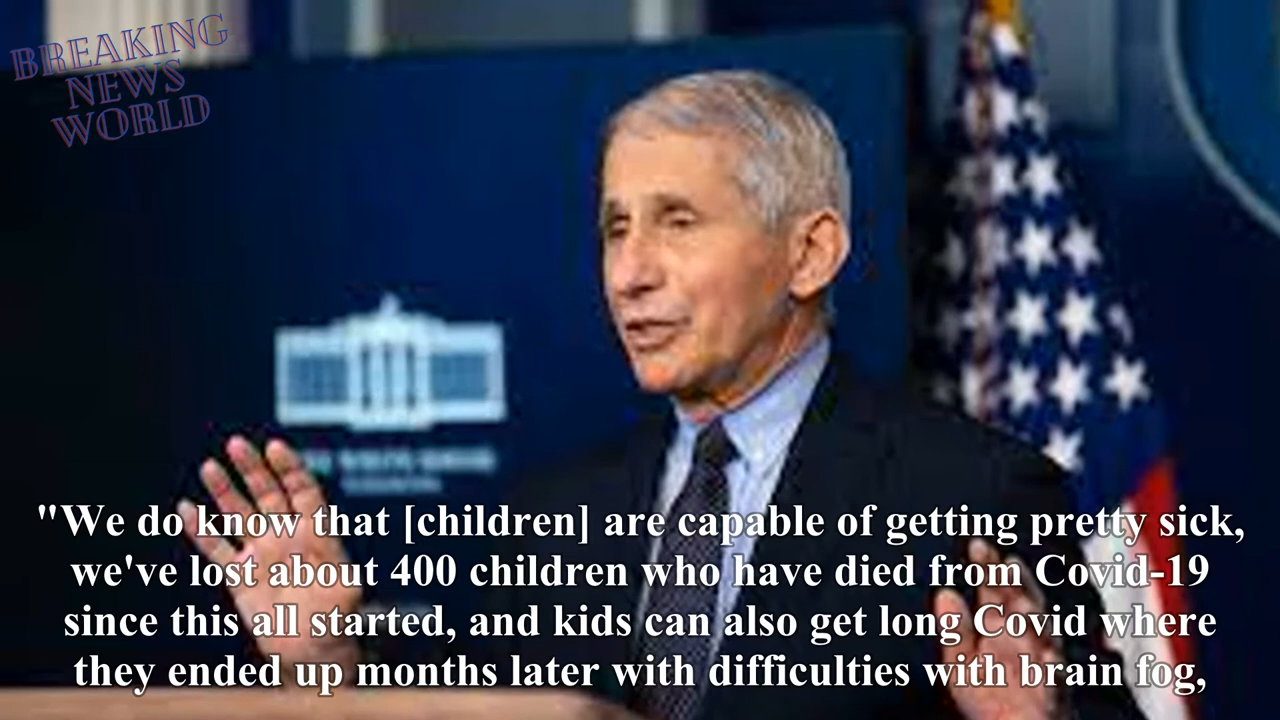 BREAKING
NEWS
WORLD
"We do know that [children] are capable of getting pretty sick,
we've lost about 400 children who have died from Covid-19
since this all started, and kids can also get long Covid where
they ended up months later with difficulties with brain fog,